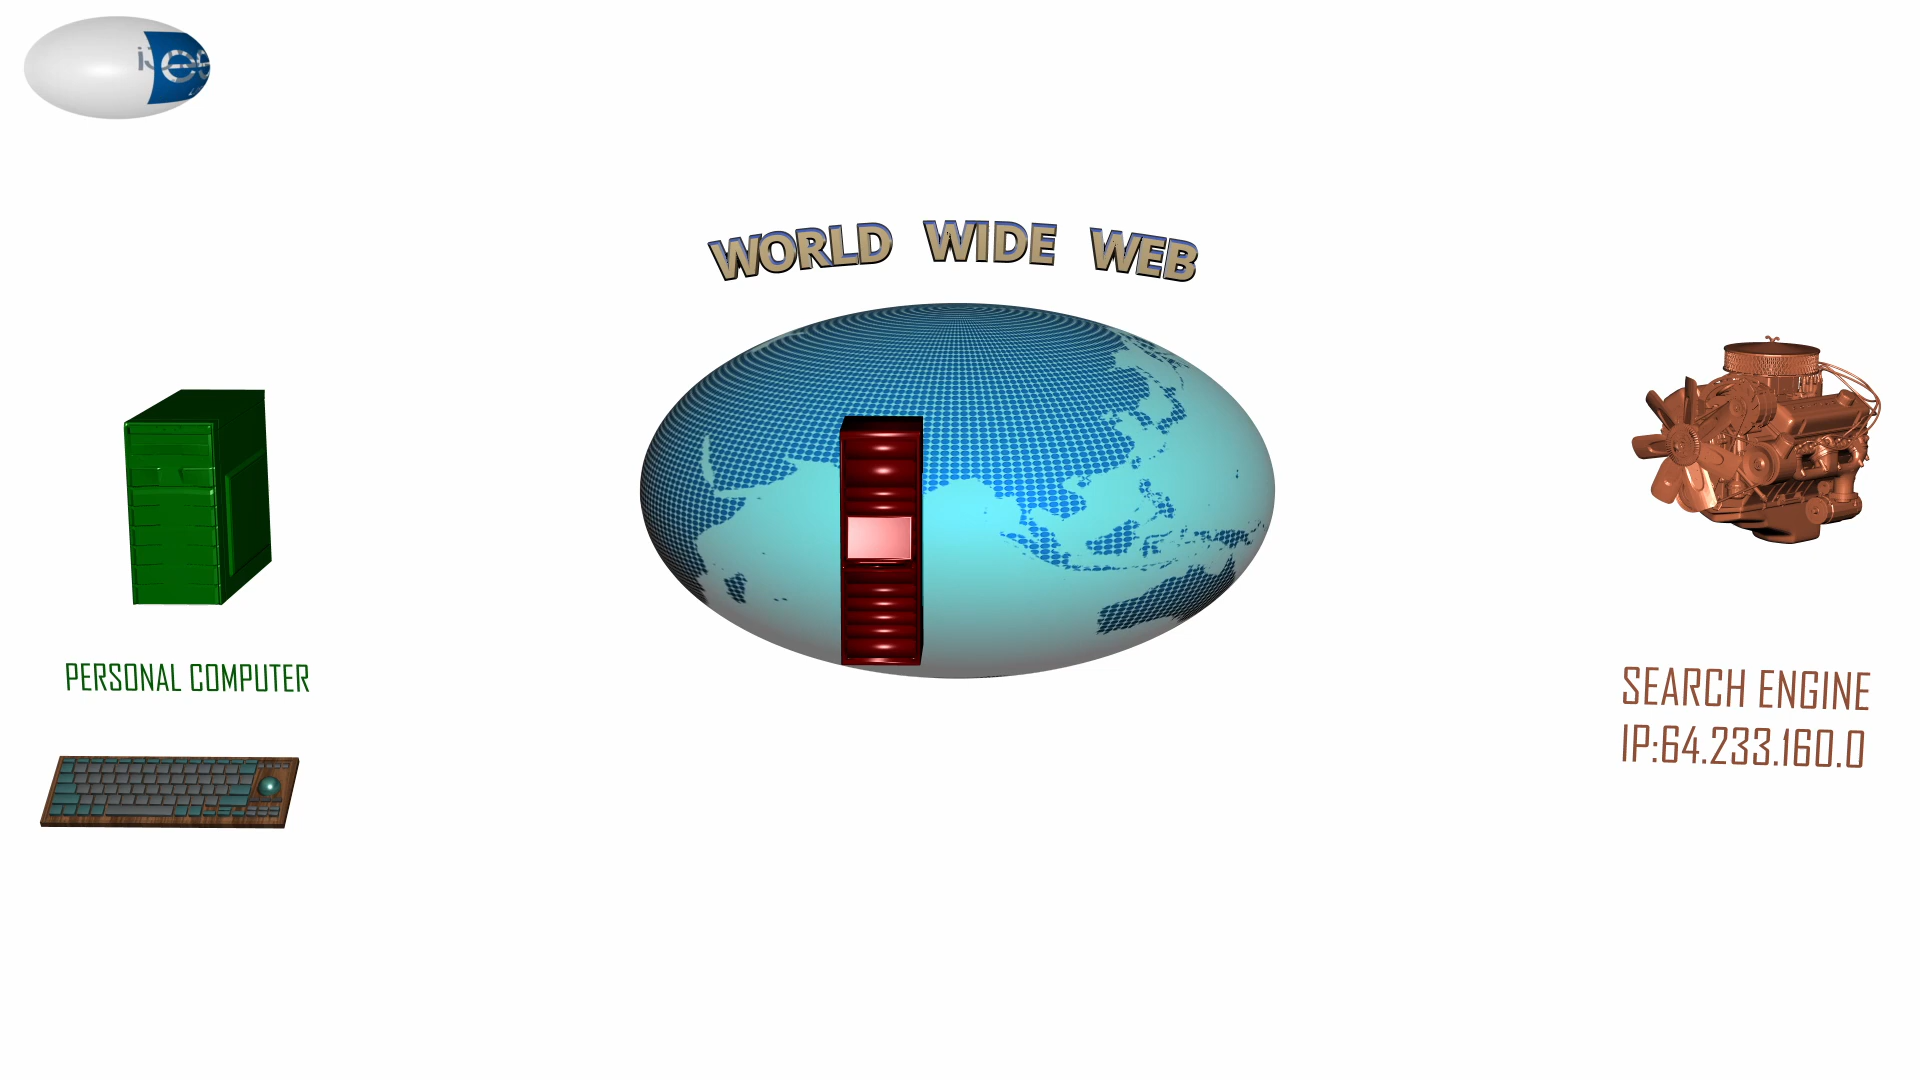 WORLD WIDE WEB
PERSONAL COMPUTER
SEARCH ENGINE
IP:64.233.160.0